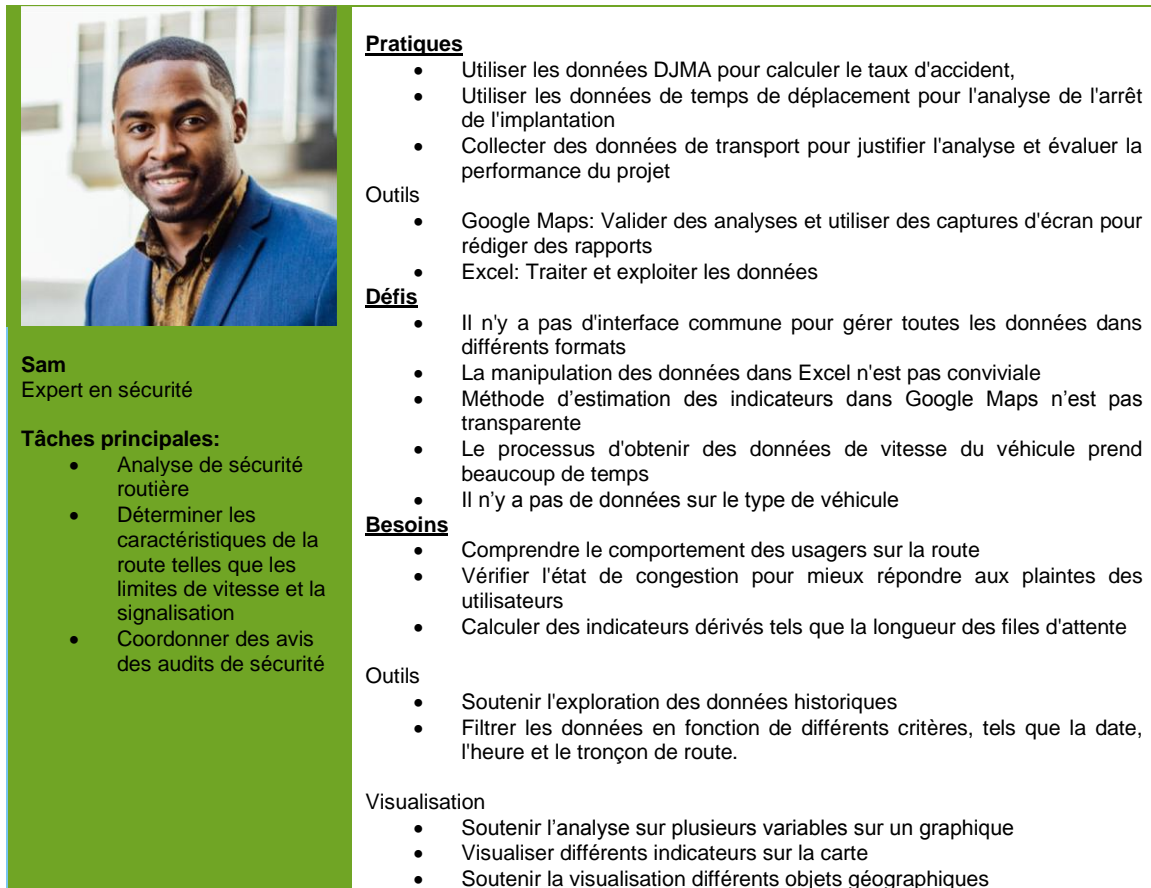 Sam
Expert en sécurité
Tâches principales:
• Analyse de sécurité
routière
• Déterminer les
caractéristiques de la
route telles que les
limites de vitesse et la
signalisation
• Coordonner des avis
des audits de sécurité
Pratiques
• Utiliser les données DJMA pour calculer le taux d'accident,
• Utiliser les données de temps de déplacement pour l'analyse de l'arrêt
de l'implantation
• Collecter des données de transport pour justifier l'analyse et évaluer la
performance du projet
Outils
• Google Maps: Valider des analyses et utiliser des captures d'écran pour
rédiger des rapports
• Excel: Traiter et exploiter les données
Défis
• Il n'y a pas d'interface commune pour gérer toutes les données dans
différents formats
• La manipulation des données dans Excel n'est pas conviviale
• Méthode d’estimation des indicateurs dans Google Maps n’est pas
transparente
• Le processus d'obtenir des données de vitesse du véhicule prend
beaucoup de temps
• Il n’y a pas de données sur le type de véhicule
Besoins
• Comprendre le comportement des usagers sur la route
• Vérifier l'état de congestion pour mieux répondre aux plaintes des
utilisateurs
• Calculer des indicateurs dérivés tels que la longueur des files d'attente
Outils
• Soutenir l'exploration des données historiques
• Filtrer les données en fonction de différents critères, tels que la date,
l'heure et le tronçon de route.
Visualisation
• Soutenir l’analyse sur plusieurs variables sur un graphique
• Visualiser différents indicateurs sur la carte
• Soutenir la visualisation différents objets géographiques